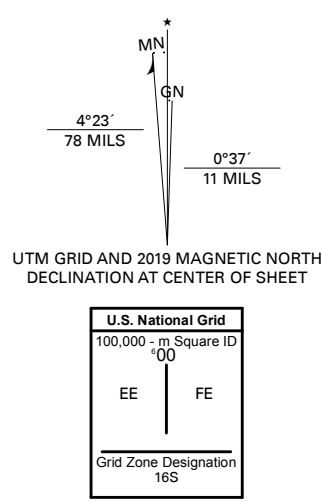 ★
MN
GN
4°23´
78 MILS
0°37´
11 MILS
UTM GRID AND 2019 MAGNETIC NORTH
DECLINATION AT CENTER OF SHEET
U.S. National Grid
100,000 - m Square ID
⁶00
EE FE
Grid Zone Designation
16S